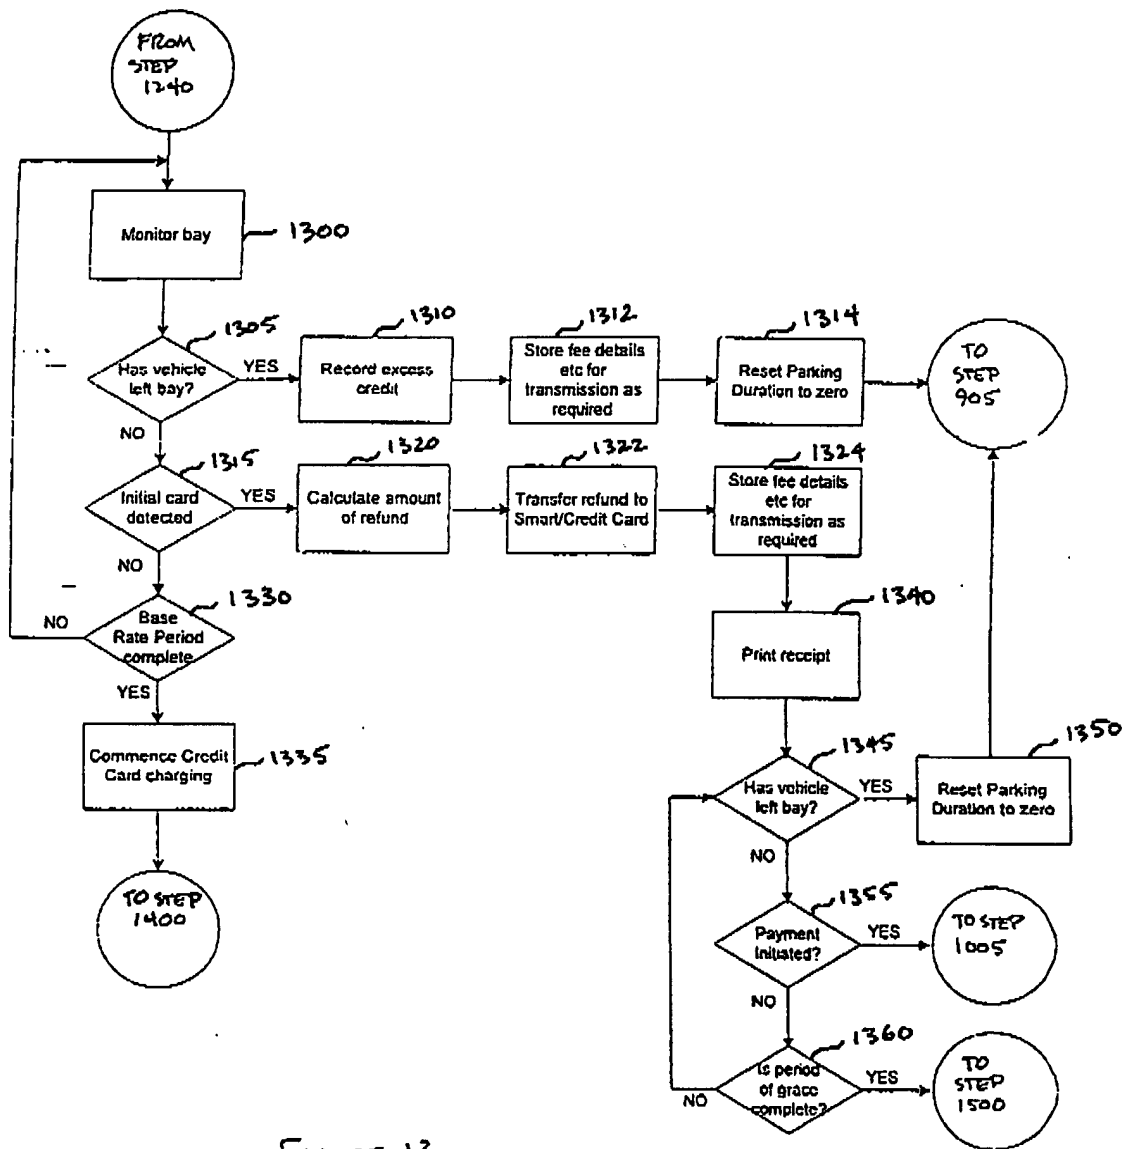 FROM
STEP
1240
Monitor bay
1300
1305
Has vehicle
left bay?
YES
NO
1310
Record excess
credit
1312
Store fee details
etc for
transmission as
required
1314
Reset Parking
Duration to zero
TO
STEP
905
1315
Initial card
detected
YES
NO
1320
Calculate amount
of refund
1322
Transfer refund to
Smart/Credit Card
1324
Store fee details
etc for
transmission as
required
1330
Base
Rate Period
complete
NO
YES
1340
Print receipt
1335
Commence Credit
Card charging
TO STEP
1400
1345
Has vehicle
left bay?
YES
NO
1350
Reset Parking
Duration to zero
1355
Payment
Initiated?
YES
NO
TO STEP
1005
1360
Is period
of grace
complete?
YES
NO
TO
STEP
1500